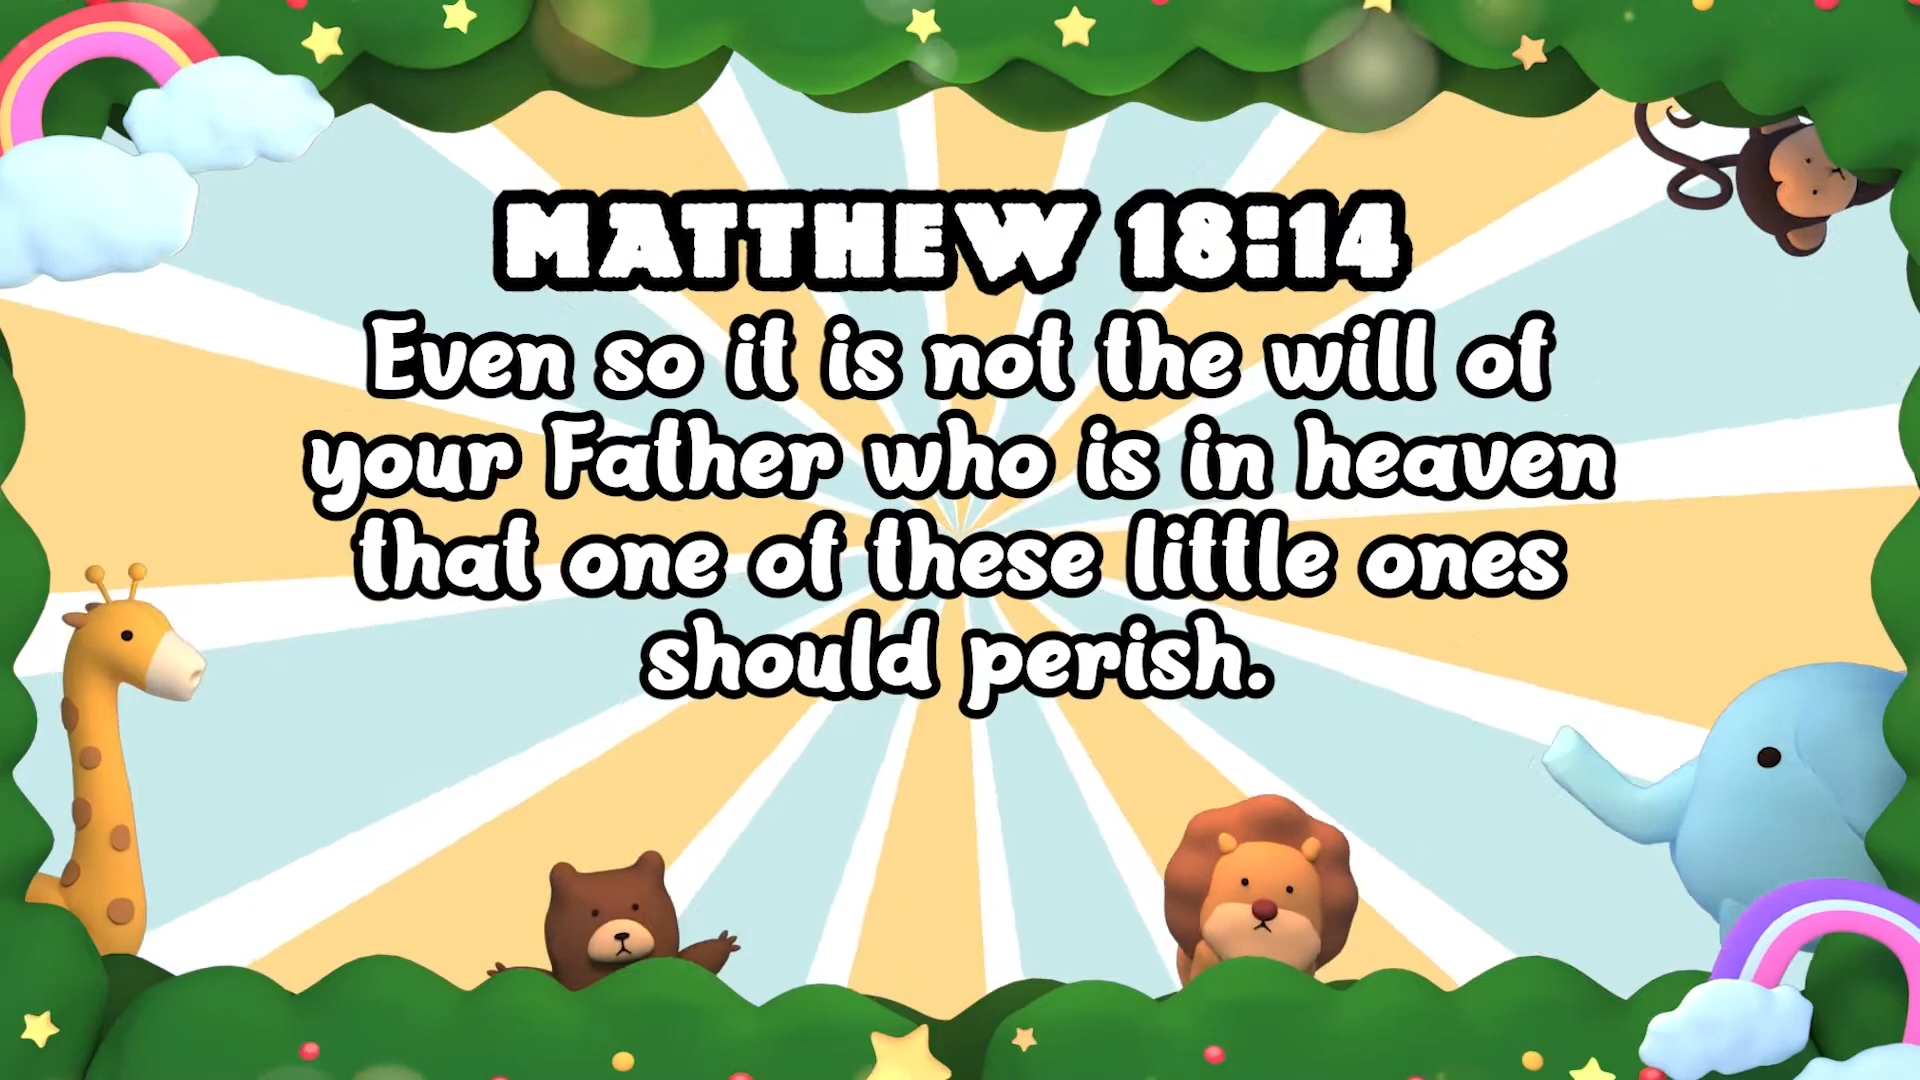 MATTHEW 18:14
Even so it is not the will of
your Father who is in heaven
that one of these little ones
should perish.